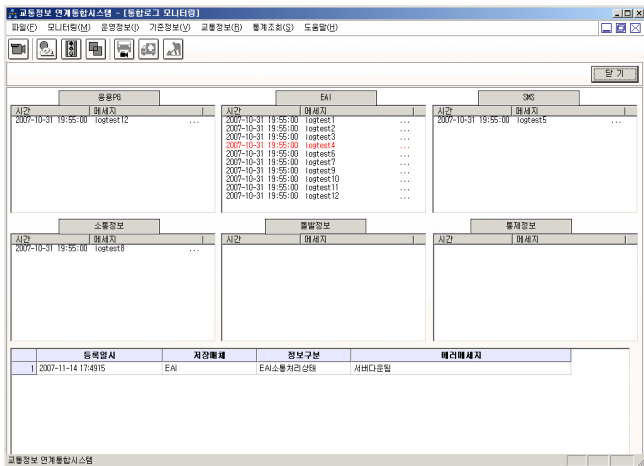 교통정보 연계통합시스템 - [통합로그 모니터링]
파일(F) 모니터링(M) 운영정보(I) 기준정보(V) 교통정보(R) 통계조회(S) 도움말(H)
닫 기
응용PG
시간 메세지
2007-10-31 19:55:00 logtest12 ...
EAI
시간 메세지
2007-10-31 19:55:00 logtest1 ...
2007-10-31 19:55:00 logtest2 ...
2007-10-31 19:55:00 logtest3 ...
2007-10-31 19:55:00 logtest4 ...
2007-10-31 19:55:00 logtest6 ...
2007-10-31 19:55:00 logtest7 ...
2007-10-31 19:55:00 logtest9 ...
2007-10-31 19:55:00 logtest10 ...
2007-10-31 19:55:00 logtest11 ...
2007-10-31 19:55:00 logtest12 ...
SMS
시간 메세지
2007-10-31 19:55:00 logtest5 ...
소통정보
시간 메세지
2007-10-31 19:55:00 logtest8 ...
돌발정보
시간 메세지
통제정보
시간 메세지
등록일시 저장매체 정보구분 에러메세지
1 2007-11-14 17:4915 EAI EAI소통처리상태 서버다운됨
교통정보 연계통합시스템